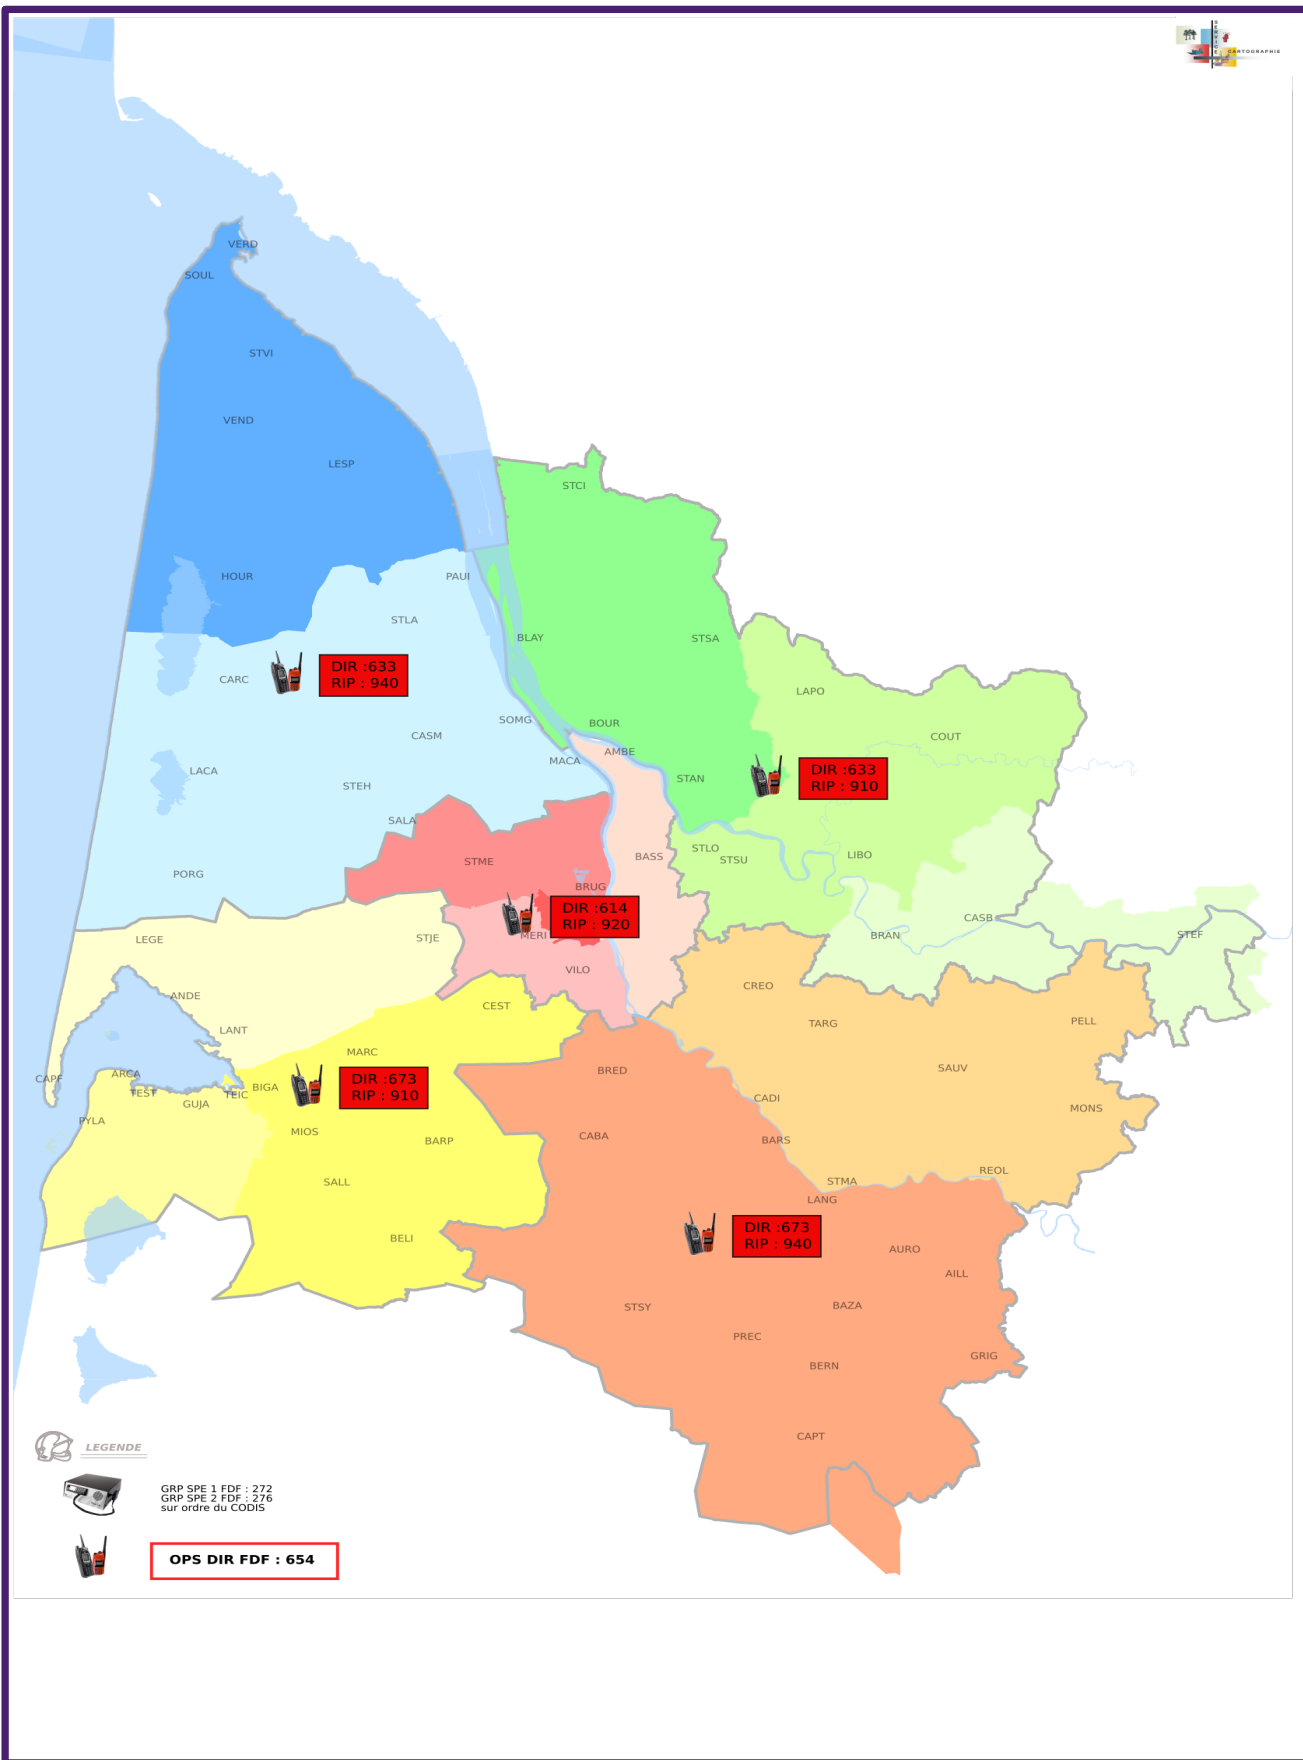 SERVICE
CARTOGRAPHIE
VERD
SOUL
STVI
VEND
LESP
STCI
HOUR
PAUI
STLA
BLAY
STSA
CARC
DIR :633
RIP : 940
LAPO
SOMG
BOUR
CASM
COUT
AMBE
MACA
LACA
STAN
DIR :633
RIP : 910
STEH
SALA
STLO
STSU
LIBO
BASS
STME
PORG
BRUG
DIR :614
RIP : 920
CASB
LEGE
STJE
MERI
BRAN
STEF
VILO
CREO
ANDE
CEST
TARG
PELL
LANT
MARC
SAUV
BRED
CAPF
ARCA
TEST
GUJA
TEIC
BIGA
DIR :673
RIP : 910
CADI
MONS
PYLA
MIOS
BARP
CABA
BARS
REOL
SALL
STMA
LANG
BELI
DIR :673
RIP : 940
AURO
AILL
STSY
BAZA
PREC
BERN
GRIG
CAPT
LEGENDE
GRP SPE 1 FDF : 272
GRP SPE 2 FDF : 276
sur ordre du CODIS
OPS DIR FDF : 654